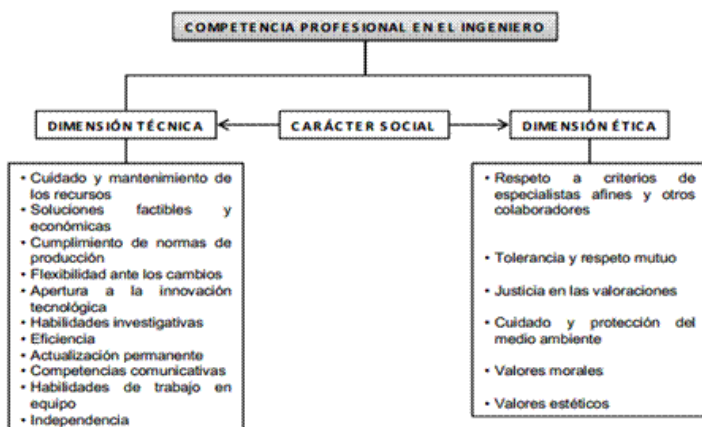 COMPETENCIA PROFESIONAL EN EL INGENIERO
DIMENSIÓN TÉCNICA
CARÁCTER SOCIAL
DIMENSIÓN ÉTICA
• Cuidado y mantenimiento de
los recursos
• Soluciones factibles y
económicas
• Cumplimiento de normas de
producción
• Flexibilidad ante los cambios
• Apertura a la innovación
tecnológica
• Habilidades investigativas
• Eficiencia
• Actualización permanente
• Competencias comunicativas
• Habilidades de trabajo en
equipo
• Independencia
• Respeto a criterios de
especialistas afines y otros
colaboradores
• Tolerancia y respeto mutuo
• Justicia en las valoraciones
• Cuidado y protección del
medio ambiente
• Valores morales
• Valores estéticos